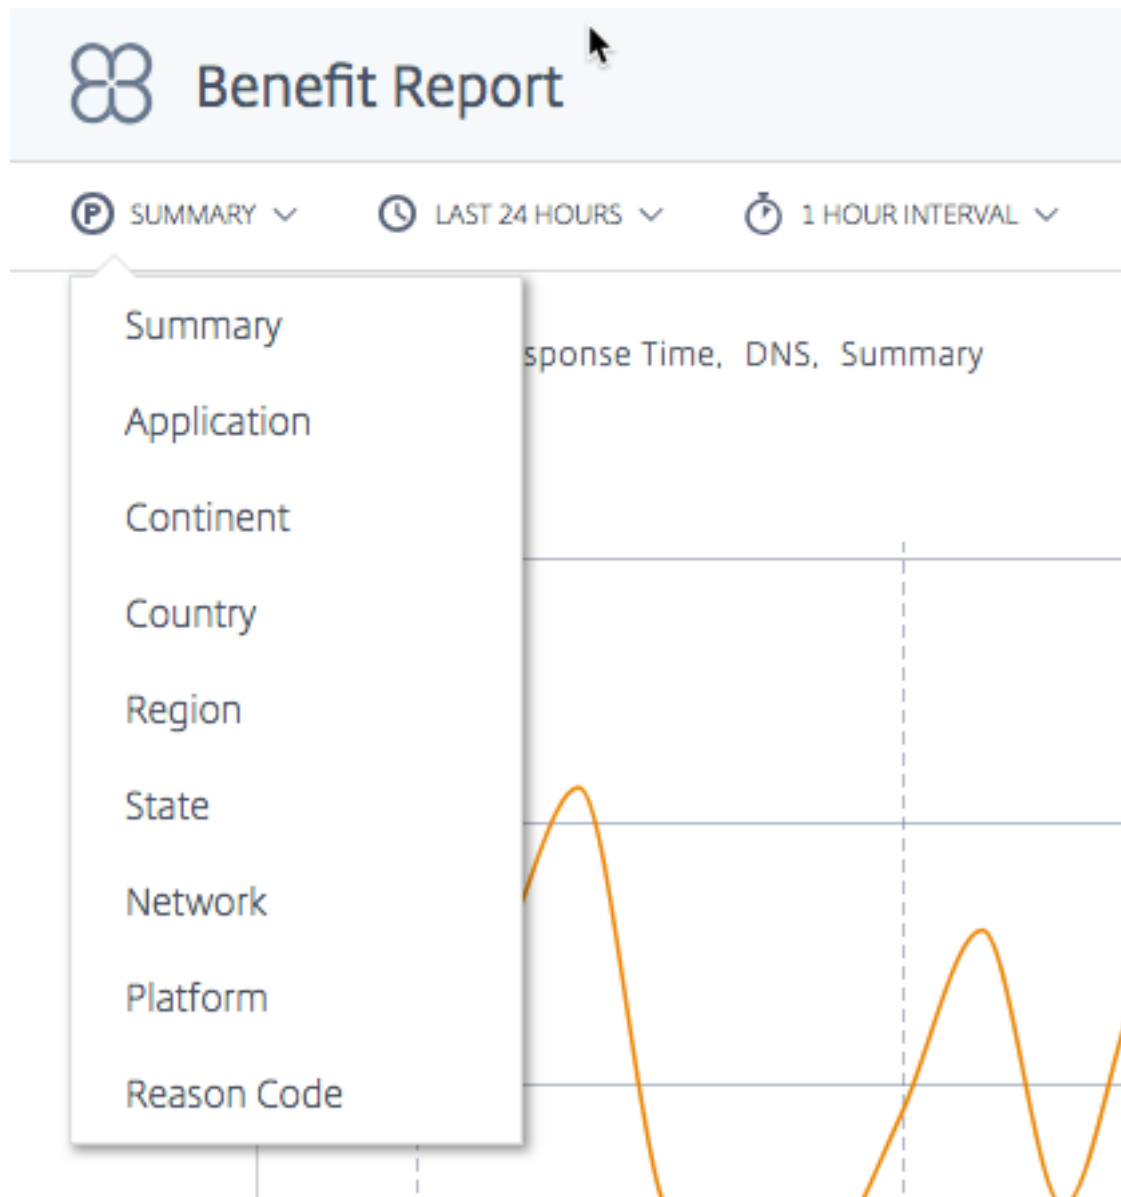 Benefit Report
P SUMMARY LAST 24 HOURS 1 HOUR INTERVAL
Summary
sponse Time, DNS, Summary
Application
Continent
Country
Region
State
Network
Platform
Reason Code